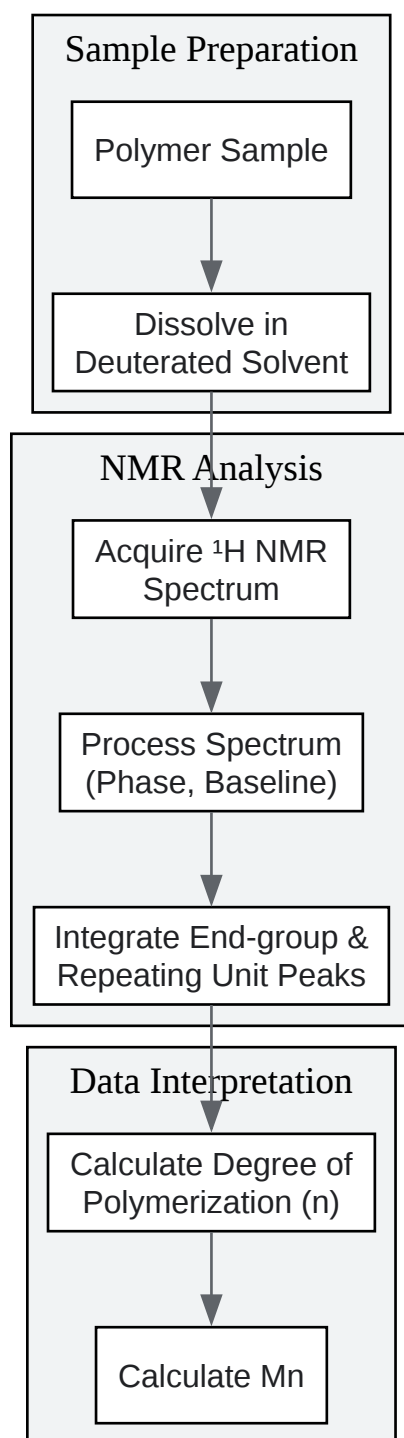 Sample Preparation
Polymer Sample
Dissolve in
Deuterated Solvent
NMR Analysis
Acquire ¹H NMR
Spectrum
Process Spectrum
(Phase, Baseline)
Integrate End-group &
Repeating Unit Peaks
Data Interpretation
Calculate Degree of
Polymerization (n)
Calculate Mn